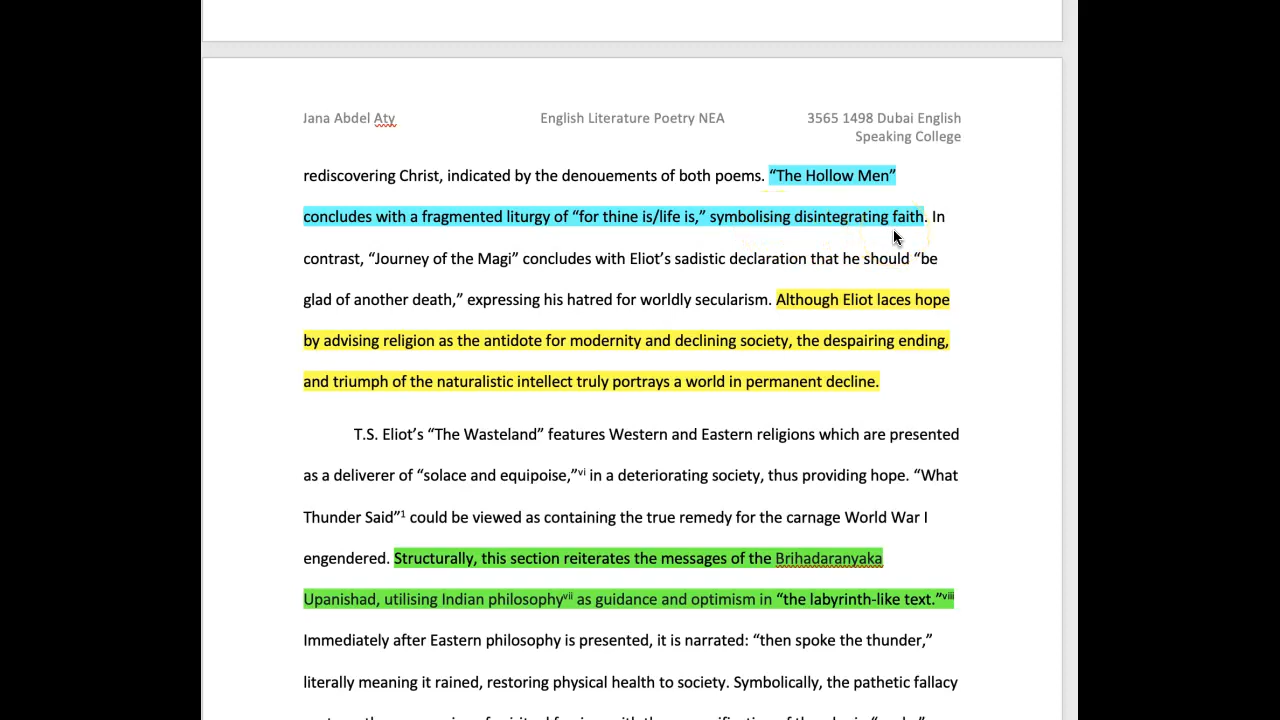 Jana Abdel Aty English Literature Poetry NEA 3565 1498 Dubai English
Speaking College
rediscovering Christ, indicated by the denouements of both poems. “The Hollow Men”
concludes with a fragmented liturgy of “for thine is/life is,” symbolising disintegrating faith. In
contrast, “Journey of the Magi” concludes with Eliot’s sadistic declaration that he should “be
glad of another death,” expressing his hatred for worldly secularism. Although Eliot laces hope
by advising religion as the antidote for modernity and declining society, the despairing ending,
and triumph of the naturalistic intellect truly portrays a world in permanent decline.
T.S. Eliot’s “The Wasteland” features Western and Eastern religions which are presented
as a deliverer of “solace and equipoise,”vi in a deteriorating society, thus providing hope. “What
Thunder Said”1 could be viewed as containing the true remedy for the carnage World War I
engendered. Structurally, this section reiterates the messages of the Brihadaranyaka
Upanishad, utilising Indian philosophyvii as guidance and optimism in “the labyrinth-like text.”viii
Immediately after Eastern philosophy is presented, it is narrated: “then spoke the thunder,”
literally meaning it rained, restoring physical health to society. Symbolically, the pathetic fallacy